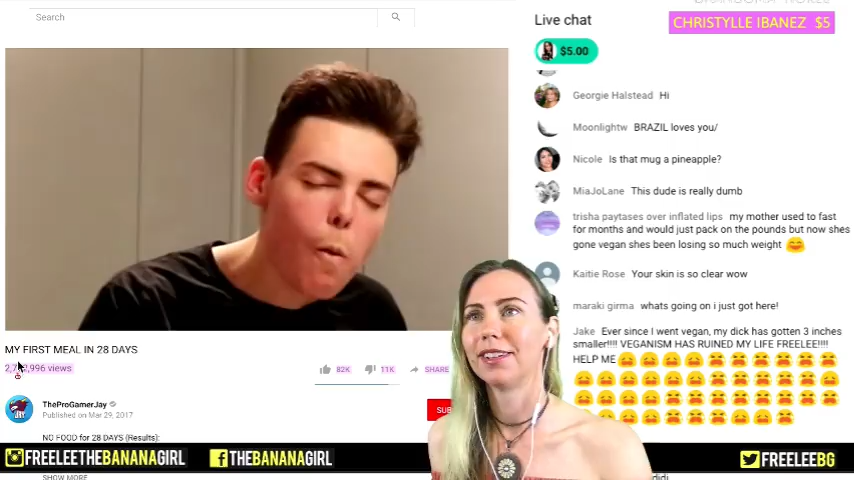 Search
Live chat
CHRISTYLLE IBANEZ $5
$5.00
Georgie Halstead Hi
Moonlightw BRAZIL loves you/
Nicole Is that mug a pineapple?
MiaJoLane This dude is really dumb
trisha paytases over inflated lips my mother used to fast
for months and would just pack on the pounds but now shes
gone vegan shes been losing so much weight
Kaitie Rose Your skin is so clear wow
maraki girma whats going on i just got here!
Jake Ever since I went vegan, my dick has gotten 3 inches
smaller!!!! VEGANISM HAS RUINED MY LIFE FREELEE!!!!
HELP ME
MY FIRST MEAL IN 28 DAYS
996 views
82K
11K
SHARE
TheProGamerJay
Published on Mar 29, 2017
SUB
NO FOOD for 28 DAYS (Results):
FREELEETHEBANANAGIRL
THEBANANAGIRL
FREELEEBG
SHOW MORE